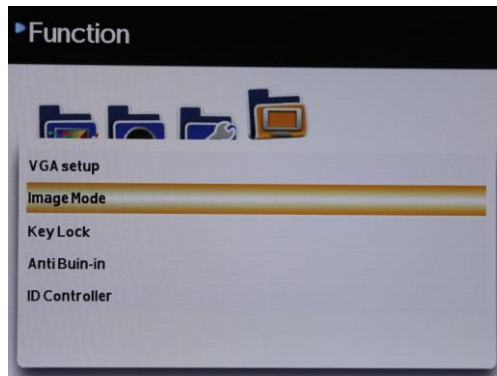 Function
VGA setup
Image Mode
Key Lock
Anti Buin-in
ID Controller